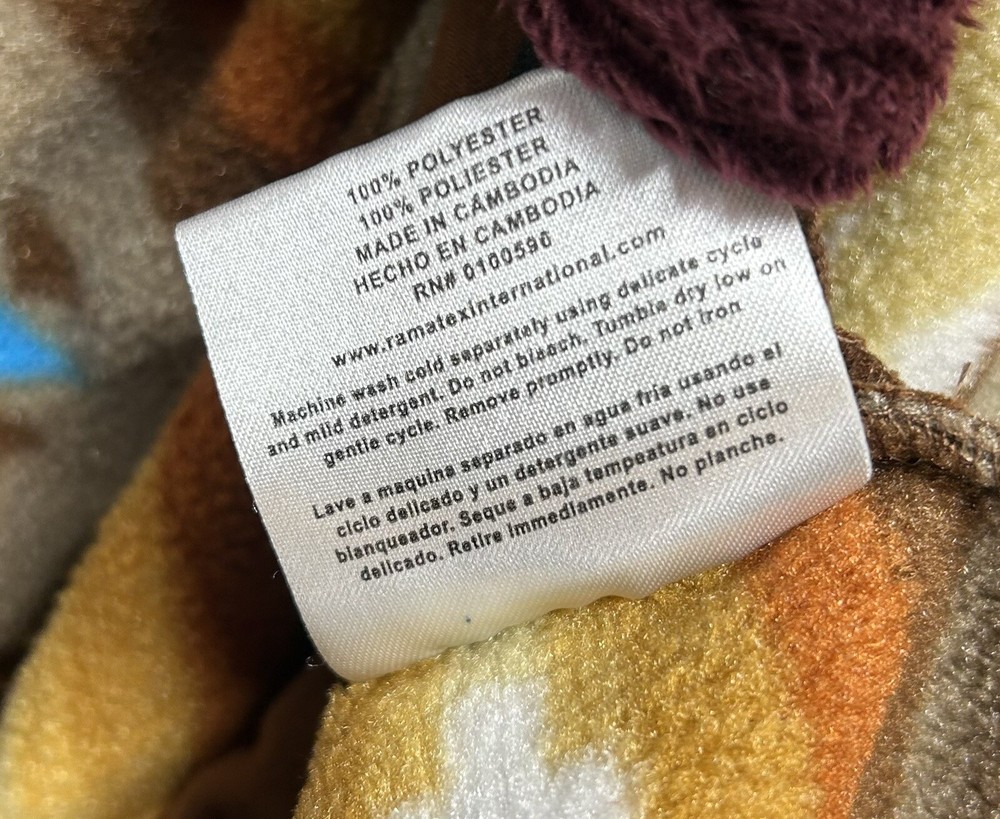 100% POLYESTER
100% POLIESTER
MADE IN CAMBODIA
HECHO EN CAMBODIA
RN# 0100596
www.ramatexinternational.com
Machine wash cold separately using delicate cycle
and mild detergent. Do not bleach. Tumble dry low on
gentle cycle. Remove promptly. Do not iron
Lave a maquina separado en agua fria usando el
ciclo delicado y un detergente suave. No use
blanqueador. Seque a baja tempeatura en ciclo
delicado. Retire immediamente. No planche.